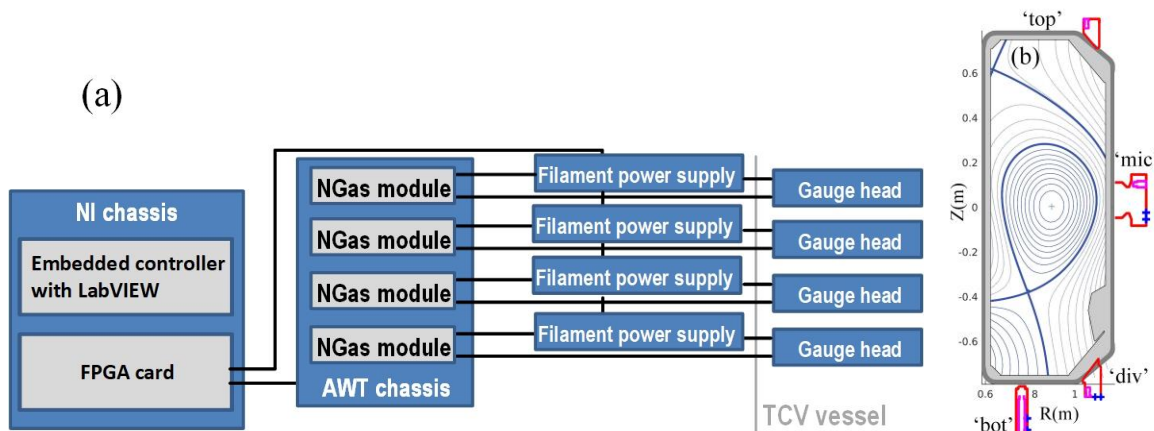 (a)
NI chassis
Embedded controller
with LabVIEW
FPGA card
NGas module
NGas module
NGas module
NGas module
AWT chassis
Filament power supply
Filament power supply
Filament power supply
Filament power supply
Gauge head
Gauge head
Gauge head
Gauge head
TCV vessel
(b)
‘top’
‘mic
‘div’
‘bot’
Z(m)
0.6
0.4
0.2
0
-0.2
-0.4
-0.6
0.6
0.8
1
R(m)